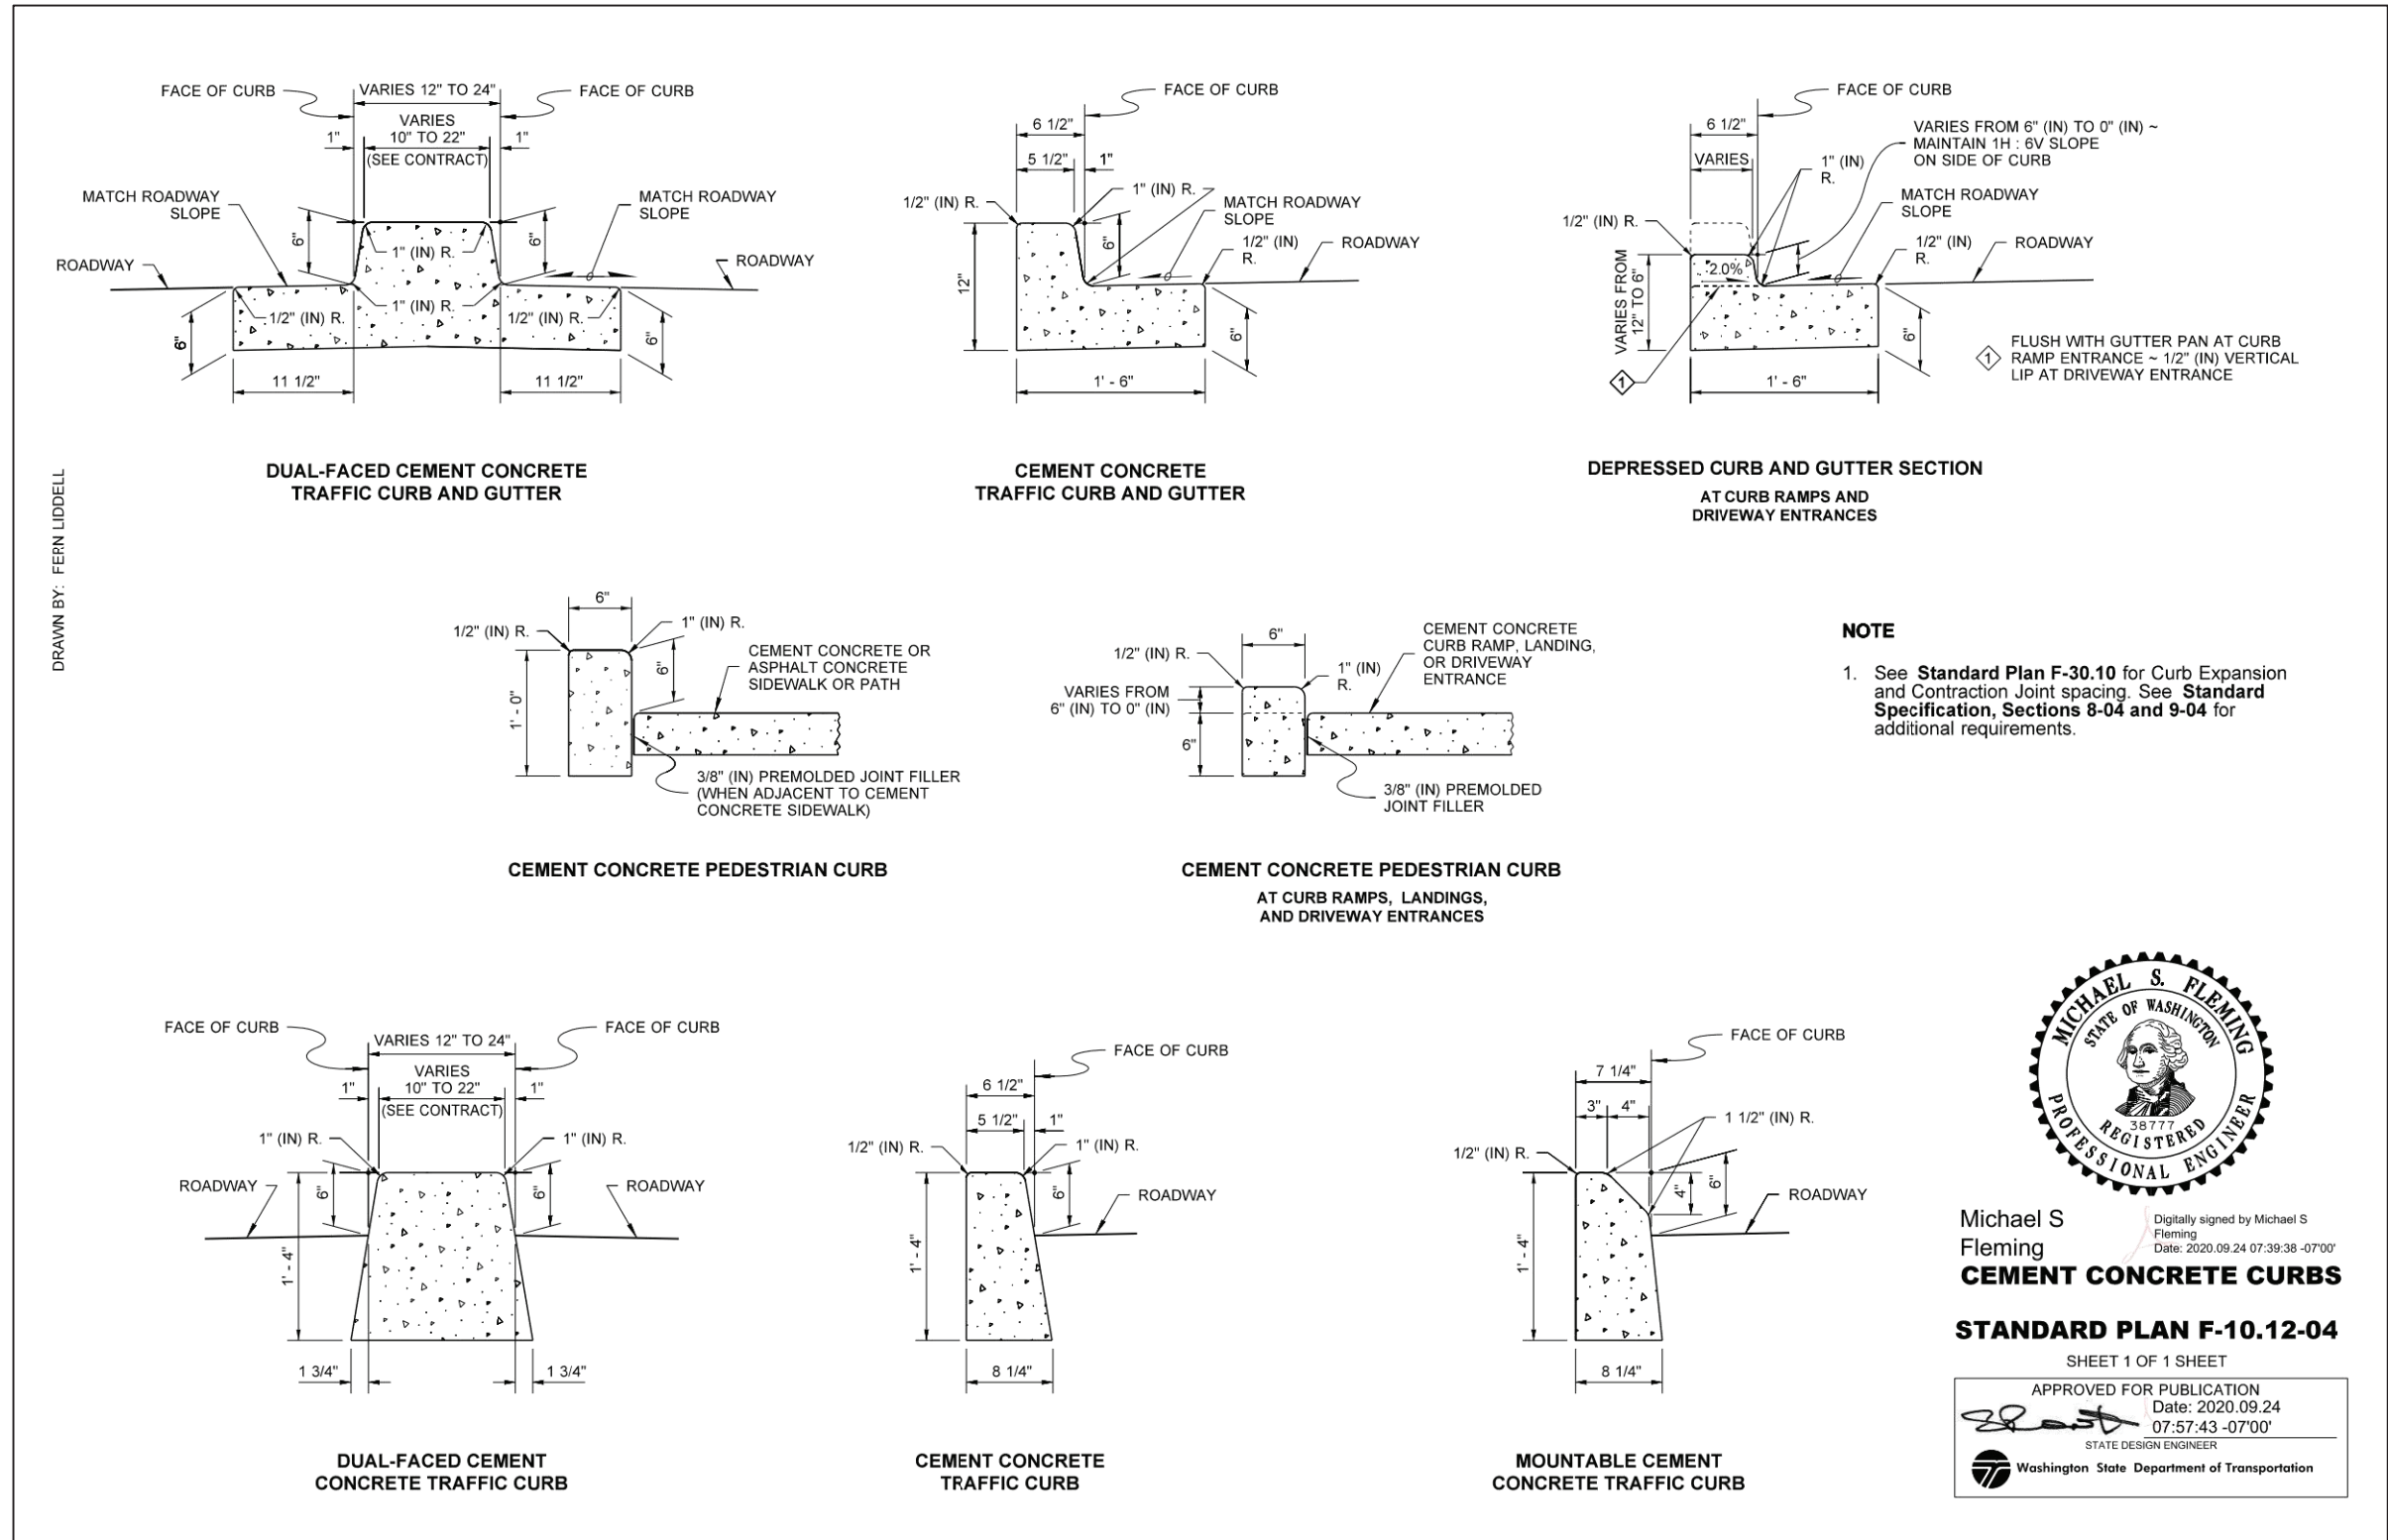 DRAWN BY: FERN LIDDELL
FACE OF CURB
VARIES 12" TO 24"
FACE OF CURB
VARIES
1"
10" TO 22"
1"
(SEE CONTRACT)
MATCH ROADWAY
SLOPE
MATCH ROADWAY
SLOPE
6"
6"
1" (IN) R.
ROADWAY
ROADWAY
1" (IN) R.
1/2" (IN) R.
1/2" (IN) R.
6"
6"
11 1/2"
11 1/2"
DUAL-FACED CEMENT CONCRETE
TRAFFIC CURB AND GUTTER
FACE OF CURB
6 1/2"
5 1/2"
1"
1/2" (IN) R.
1" (IN) R.
MATCH ROADWAY
SLOPE
6"
1/2" (IN)
R.
ROADWAY
12"
6"
1' - 6"
CEMENT CONCRETE
TRAFFIC CURB AND GUTTER
FACE OF CURB
6 1/2"
VARIES FROM 6" (IN) TO 0" (IN) ~
MAINTAIN 1H : 6V SLOPE
ON SIDE OF CURB
VARIES
1" (IN)
R.
MATCH ROADWAY
SLOPE
1/2" (IN) R.
1/2" (IN)
R.
ROADWAY
2.0%
VARIES FROM
12" TO 6"
6"
1
1' - 6"
1
FLUSH WITH GUTTER PAN AT CURB
RAMP ENTRANCE ~ 1/2" (IN) VERTICAL
LIP AT DRIVEWAY ENTRANCE
DEPRESSED CURB AND GUTTER SECTION
AT CURB RAMPS AND
DRIVEWAY ENTRANCES
6"
1/2" (IN) R.
1" (IN) R.
6"
CEMENT CONCRETE OR
ASPHALT CONCRETE
SIDEWALK OR PATH
1' - 0"
3/8" (IN) PREMOLDED JOINT FILLER
(WHEN ADJACENT TO CEMENT
CONCRETE SIDEWALK)
CEMENT CONCRETE PEDESTRIAN CURB
6"
1/2" (IN) R.
1" (IN)
R.
CEMENT CONCRETE
CURB RAMP, LANDING,
OR DRIVEWAY
ENTRANCE
VARIES FROM
6" (IN) TO 0" (IN)
6"
3/8" (IN) PREMOLDED
JOINT FILLER
CEMENT CONCRETE PEDESTRIAN CURB
AT CURB RAMPS, LANDINGS,
AND DRIVEWAY ENTRANCES
NOTE
1. See Standard Plan F-30.10 for Curb Expansion
and Contraction Joint spacing. See Standard
Specification, Sections 8-04 and 9-04 for
additional requirements.
FACE OF CURB
VARIES 12" TO 24"
FACE OF CURB
VARIES
1"
10" TO 22"
1"
(SEE CONTRACT)
1" (IN) R.
1" (IN) R.
ROADWAY
6"
6"
ROADWAY
1' - 4"
1 3/4"
1 3/4"
DUAL-FACED CEMENT
CONCRETE TRAFFIC CURB
FACE OF CURB
6 1/2"
5 1/2"
1"
1/2" (IN) R.
1" (IN) R.
6"
ROADWAY
1' - 4"
8 1/4"
CEMENT CONCRETE
TRAFFIC CURB
FACE OF CURB
7 1/4"
3"
4"
1 1/2" (IN) R.
1/2" (IN) R.
4"
6"
ROADWAY
1' - 4"
8 1/4"
MOUNTABLE CEMENT
CONCRETE TRAFFIC CURB
MICHAEL S. FLEMING
STATE OF WASHINGTON
38777
REGISTERED
PROFESSIONAL ENGINEER
Michael S
Fleming
Digitally signed by Michael S
Fleming
Date: 2020.09.24 07:39:38 -07'00'
CEMENT CONCRETE CURBS
STANDARD PLAN F-10.12-04
SHEET 1 OF 1 SHEET
APPROVED FOR PUBLICATION
Date: 2020.09.24
07:57:43 -07'00'
STATE DESIGN ENGINEER
Washington State Department of Transportation